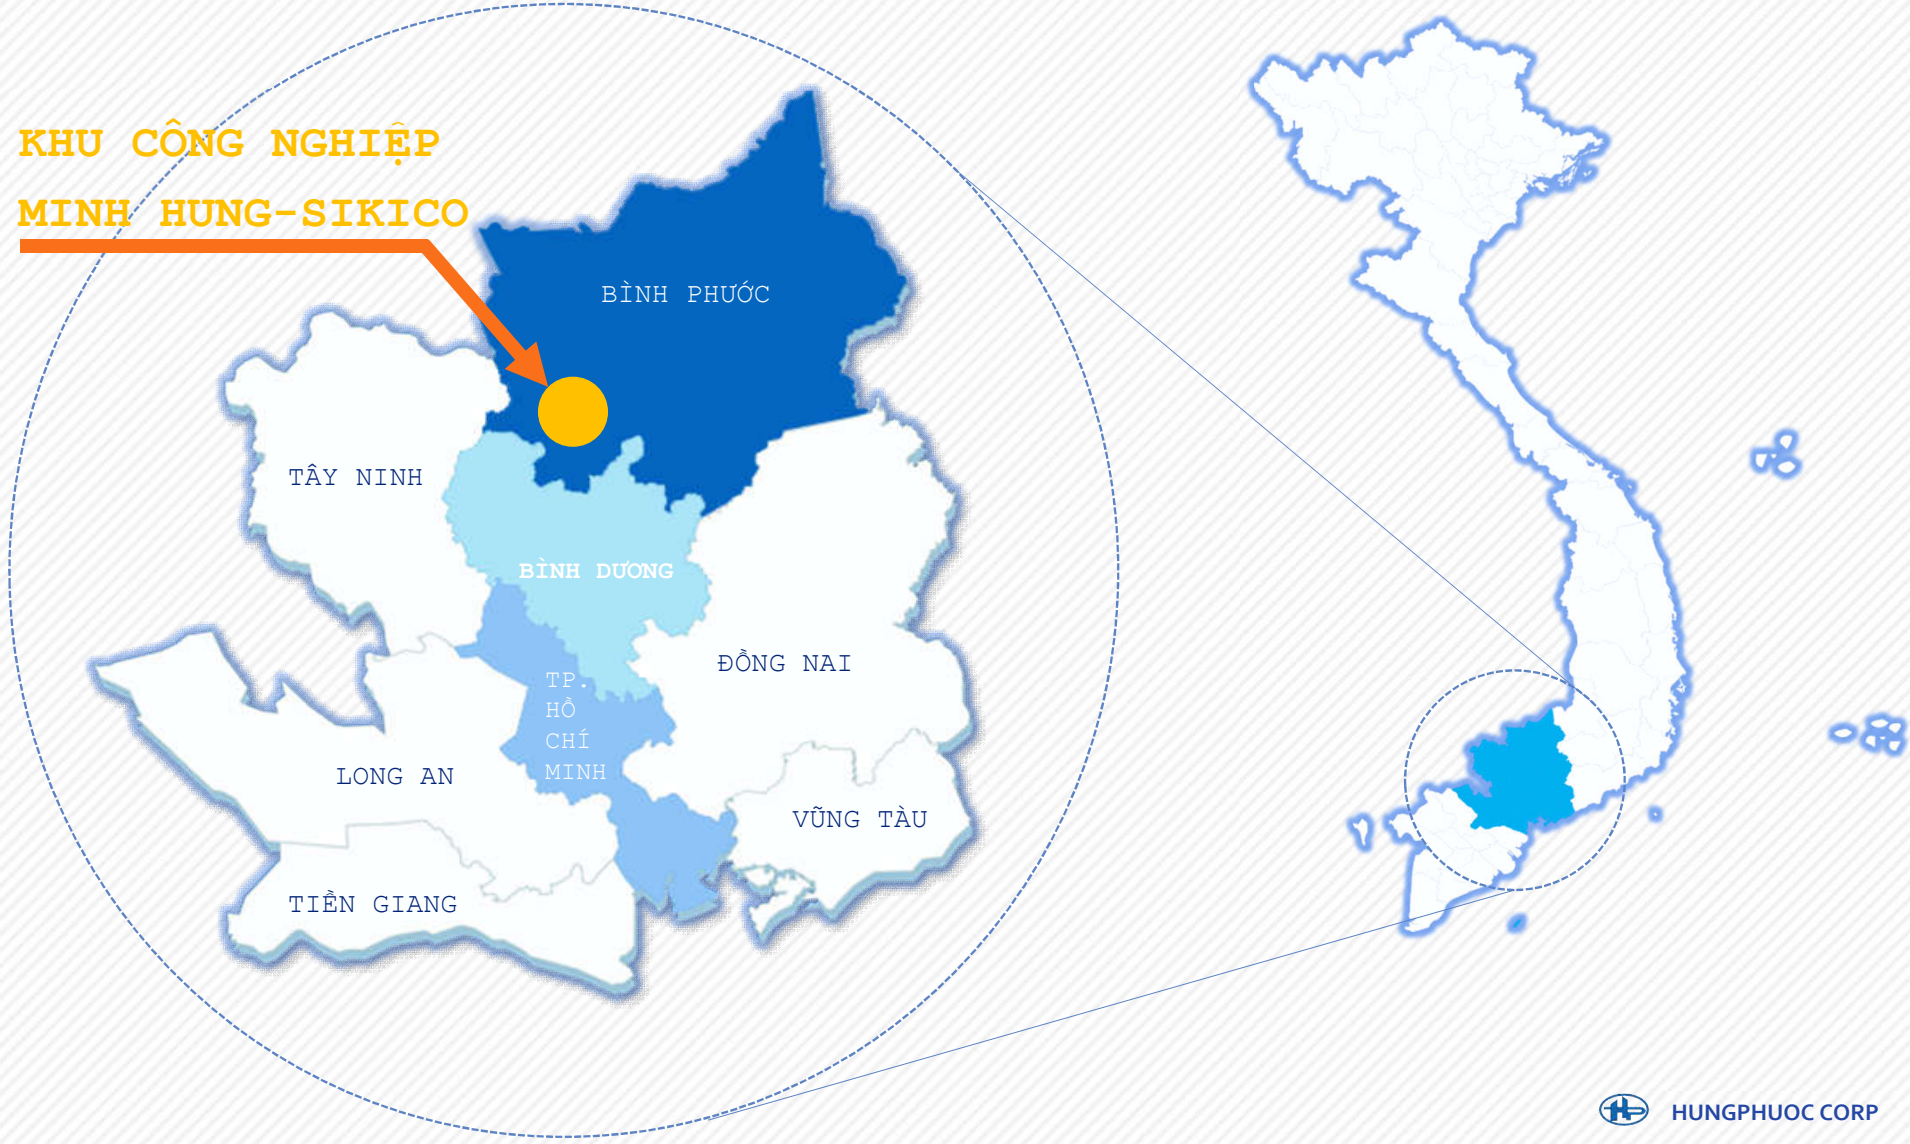 KHU CÔNG NGHIỆP
MINH HUNG-SIKICO
BÌNH PHƯỚC
TÂY NINH
BÌNH DƯƠNG
ĐỒNG NAI
TP.
HỒ
CHÍ
MINH
LONG AN
VŨNG TÀU
TIỀN GIANG
HUNGPHUOC CORP